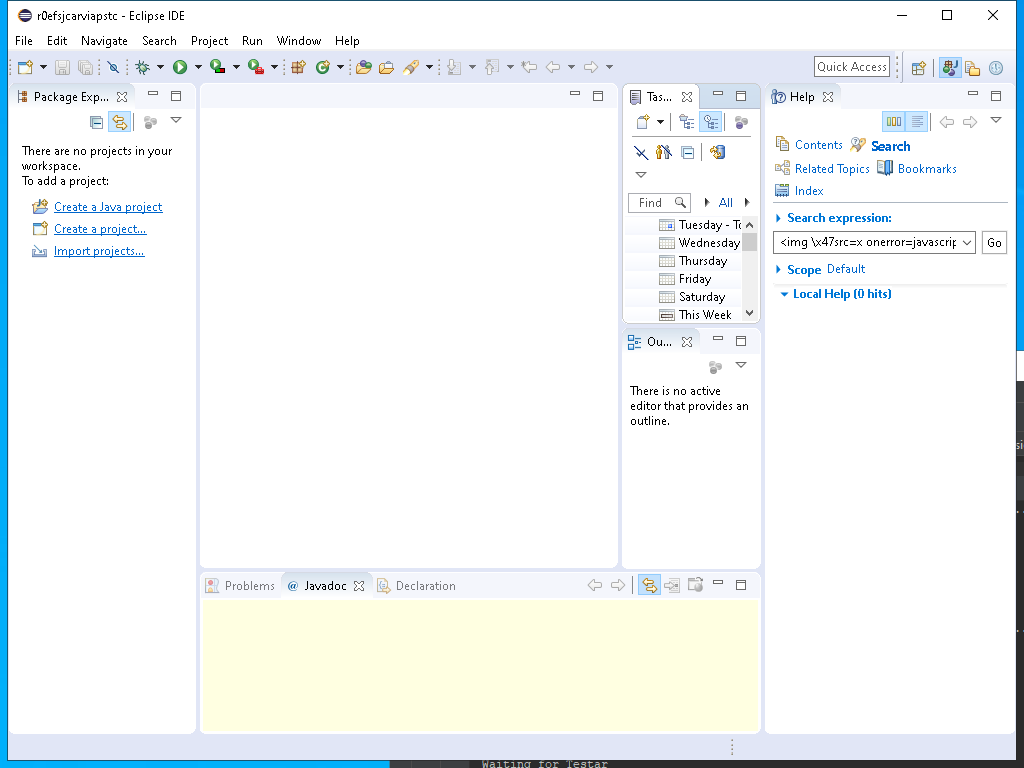 r0efsjcarviapstc - Eclipse IDE
File Edit Navigate Search Project Run Window Help
Quick Access
Package Exp...
There are no projects in your
workspace.
To add a project:
Create a Java project
Create a project...
Import projects...
Tas...
Find
All
Tuesday - To
Wednesday
Thursday
Friday
Saturday
This Week
Ou...
There is no active
editor that provides an
outline.
Help
Contents Search
Related Topics Bookmarks
Index
Search expression:
<img \x47src=x onerror=javascrip
Go
Scope Default
Local Help (0 hits)
Problems @ Javadoc Declaration
Waiting for Testar